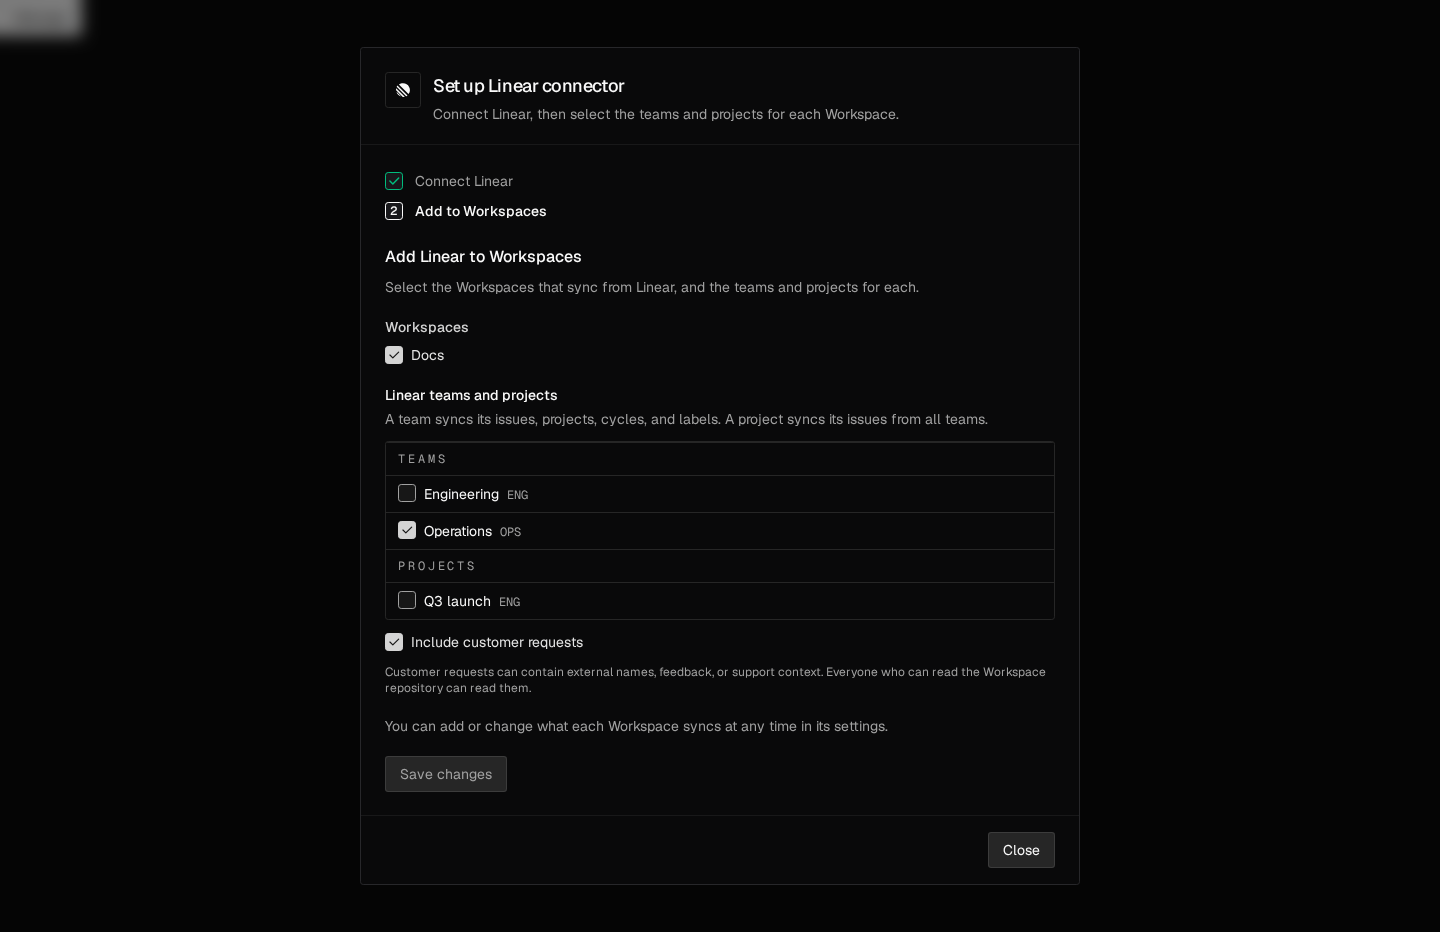 Set up Linear connector
Connect Linear, then select the teams and projects for each Workspace.
Connect Linear
2 Add to Workspaces
Add Linear to Workspaces
Select the Workspaces that sync from Linear, and the teams and projects for each.
Workspaces
Docs
Linear teams and projects
A team syncs its issues, projects, cycles, and labels. A project syncs its issues from all teams.
TEAMS
Engineering ENG
Operations OPS
PROJECTS
Q3 launch ENG
Include customer requests
Customer requests can contain external names, feedback, or support context. Everyone who can read the Workspace
repository can read them.
You can add or change what each Workspace syncs at any time in its settings.
Save changes
Close